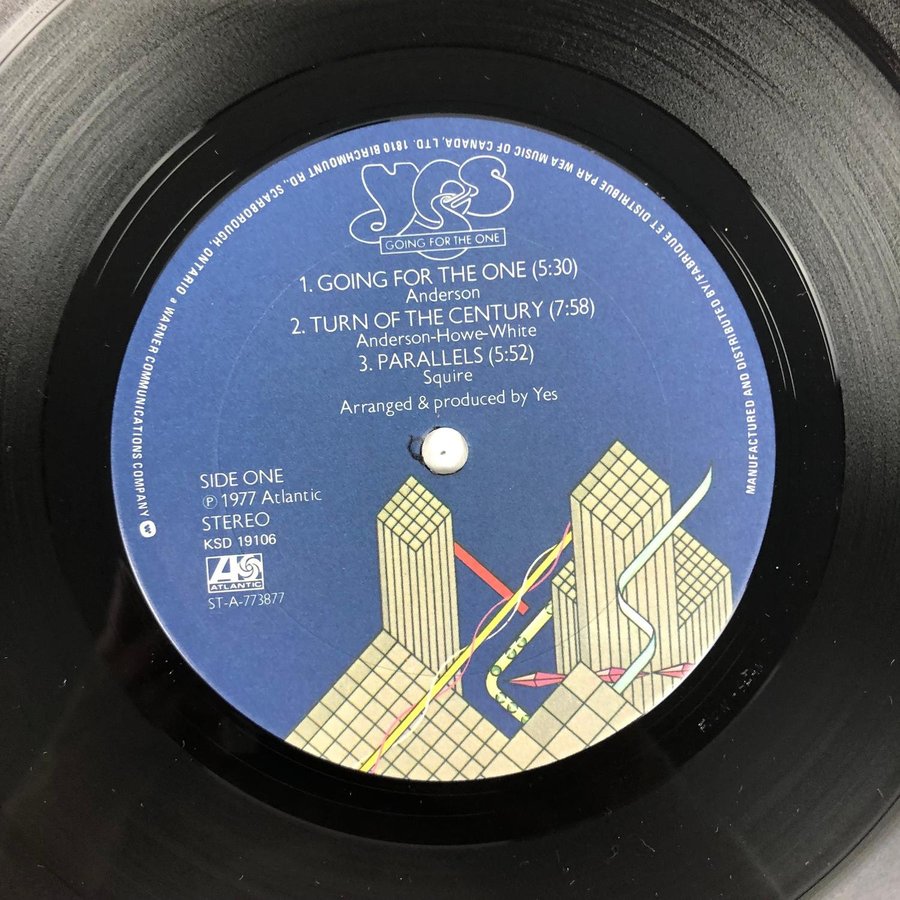 YES
GOING FOR THE ONE
1. GOING FOR THE ONE (5:30)
Anderson
2. TURN OF THE CENTURY (7:58)
Anderson-Howe-White
3. PARALLELS (5:52)
Squire
Arranged & produced by Yes
SIDE ONE
℗ 1977 Atlantic
STEREO
KSD 19106
ATLANTIC
ST-A-773877
MANUFACTURED AND DISTRIBUTED BY/FABRIQUE ET DISTRIBUE PAR WEA MUSIC OF CANADA, LTD. 1810 BIRCHMOUNT RD., SCARBOROUGH, ONTARIO a WARNER COMMUNICATIONS COMPANY